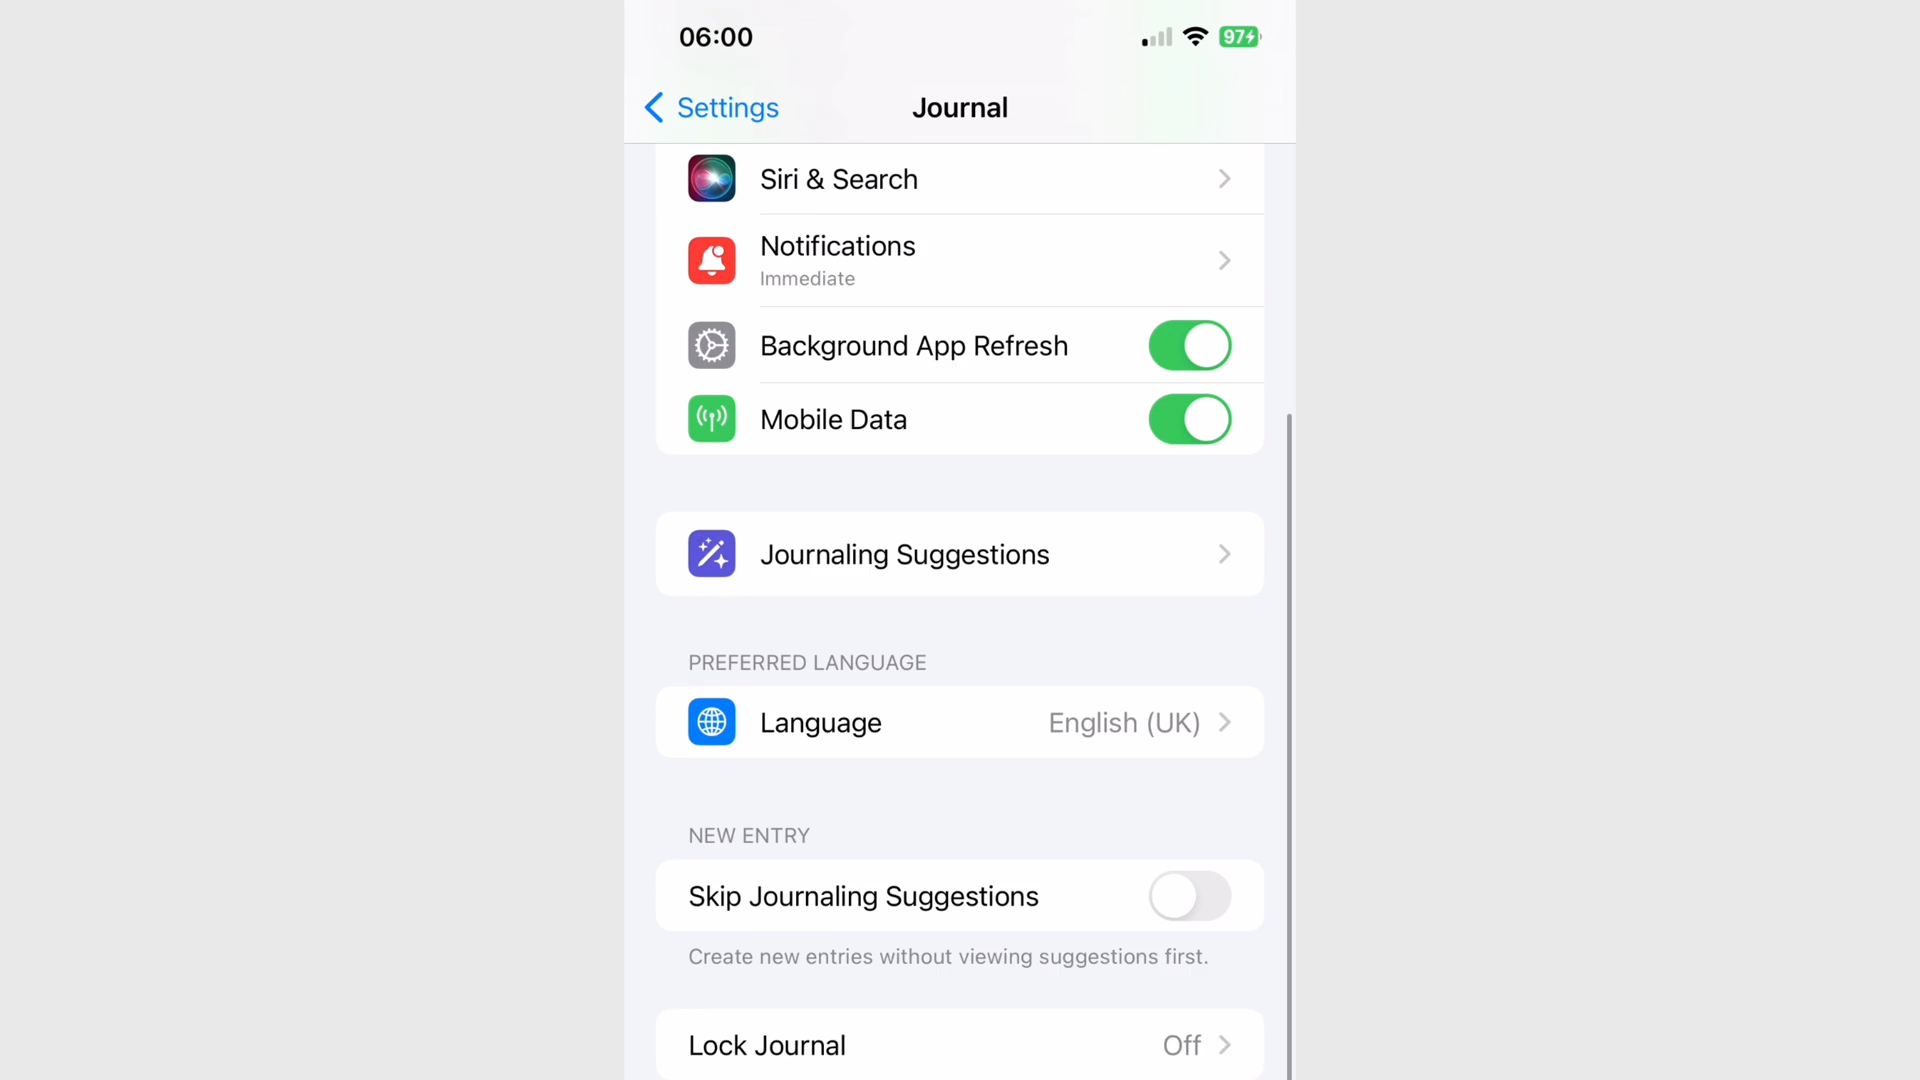 06:00
97
Settings
Journal
Siri & Search
Notifications
Immediate
Background App Refresh
Mobile Data
Journaling Suggestions
PREFERRED LANGUAGE
Language English (UK)
NEW ENTRY
Skip Journaling Suggestions
Create new entries without viewing suggestions first.
Lock Journal Off